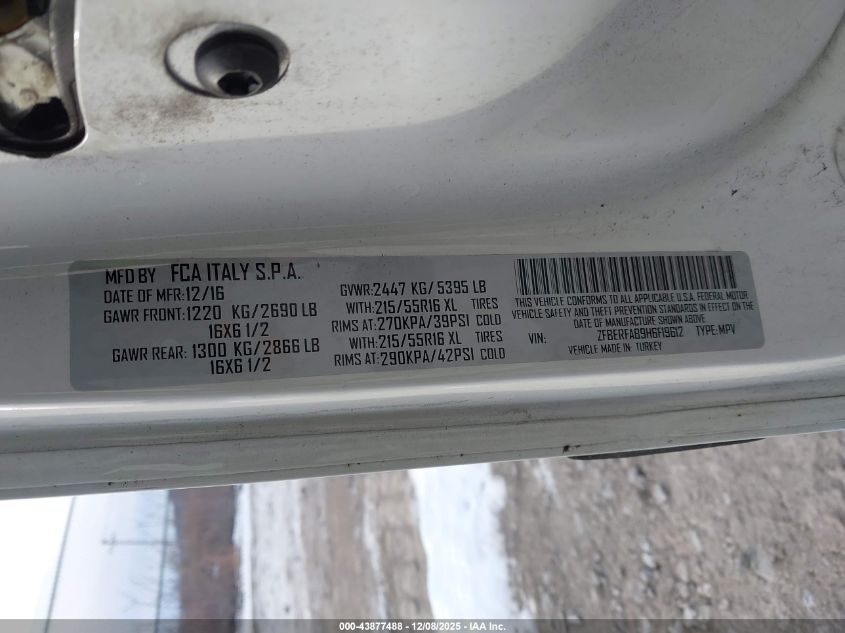 MFD BY FCA ITALY S.P.A.
DATE OF MFR: 12/16
GAWR FRONT: 1220 KG/2690 LB
16X6 1/2
GAWR REAR: 1300 KG/2866 LB
16X6 1/2
GVWR: 2447 KG/ 5395 LB
WITH: 215/55R16 XL TIRES
RIMS AT: 270KPA/39PSI COLD
WITH: 215/55R16 XL TIRES
RIMS AT: 290KPA/42PSI COLD
THIS VEHICLE CONFORMS TO ALL APPLICABLE U.S.A. FEDERAL MOTOR
VEHICLE SAFETY AND THEFT PREVENTION STANDARDS IN EFFECT ON THE
DATE OF MANUFACTURE SHOWN ABOVE.
VIN: ZFBERFAB9H6F19612 TYPE: MPV
VEHICLE MADE IN: TURKEY
000-43877488 - 12/08/2025 - IAA Inc.